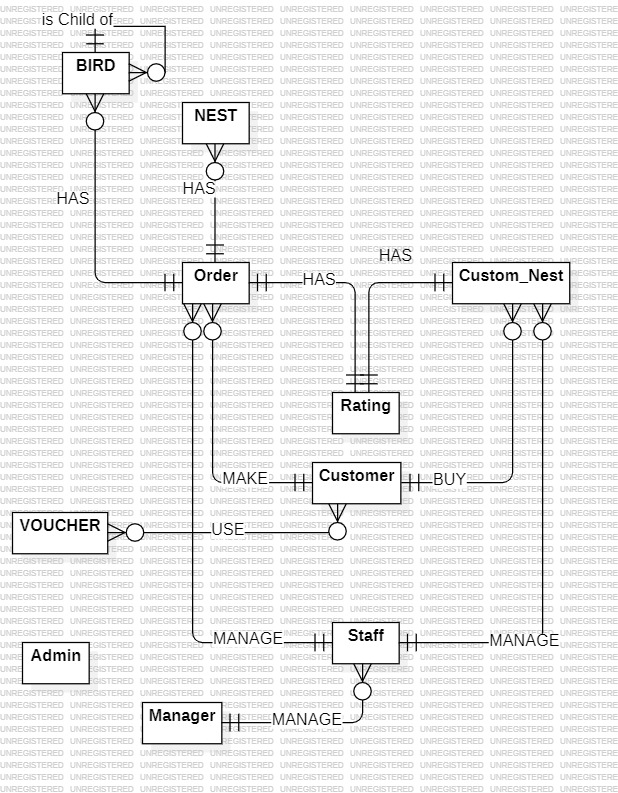 is Child of
BIRD
NEST
HAS
HAS
HAS
Order
HAS
Custom_Nest
Rating
MAKE
Customer
BUY
VOUCHER
USE
MANAGE
Staff
MANAGE
Admin
Manager
MANAGE
UNREGISTERED